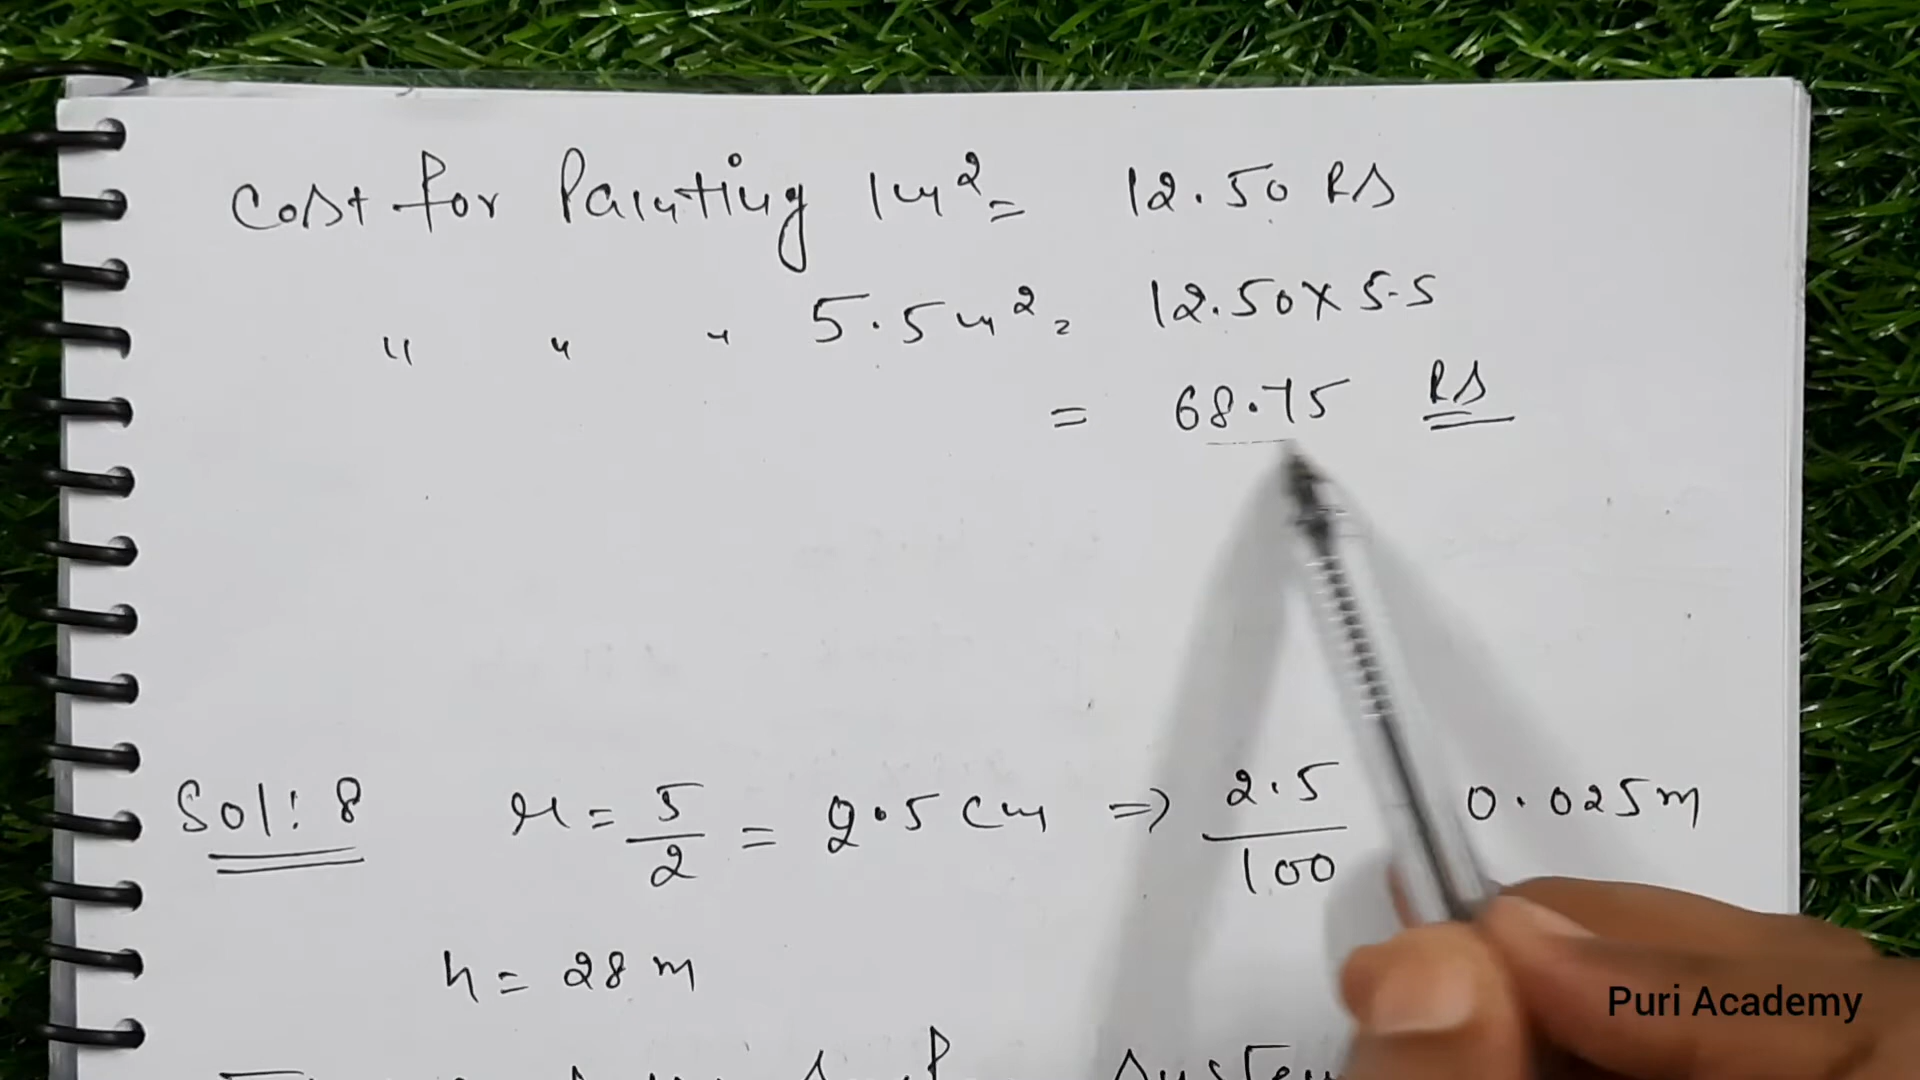 Cost for Painting 1m² = 12.50 RS
" " " 5.5m² = 12.50 x 5.5
= 68.75 RS
Sol: 8 r = 5/2 = 2.5 cm => 2.5/100 0.025m
h = 28 m
Puri Academy